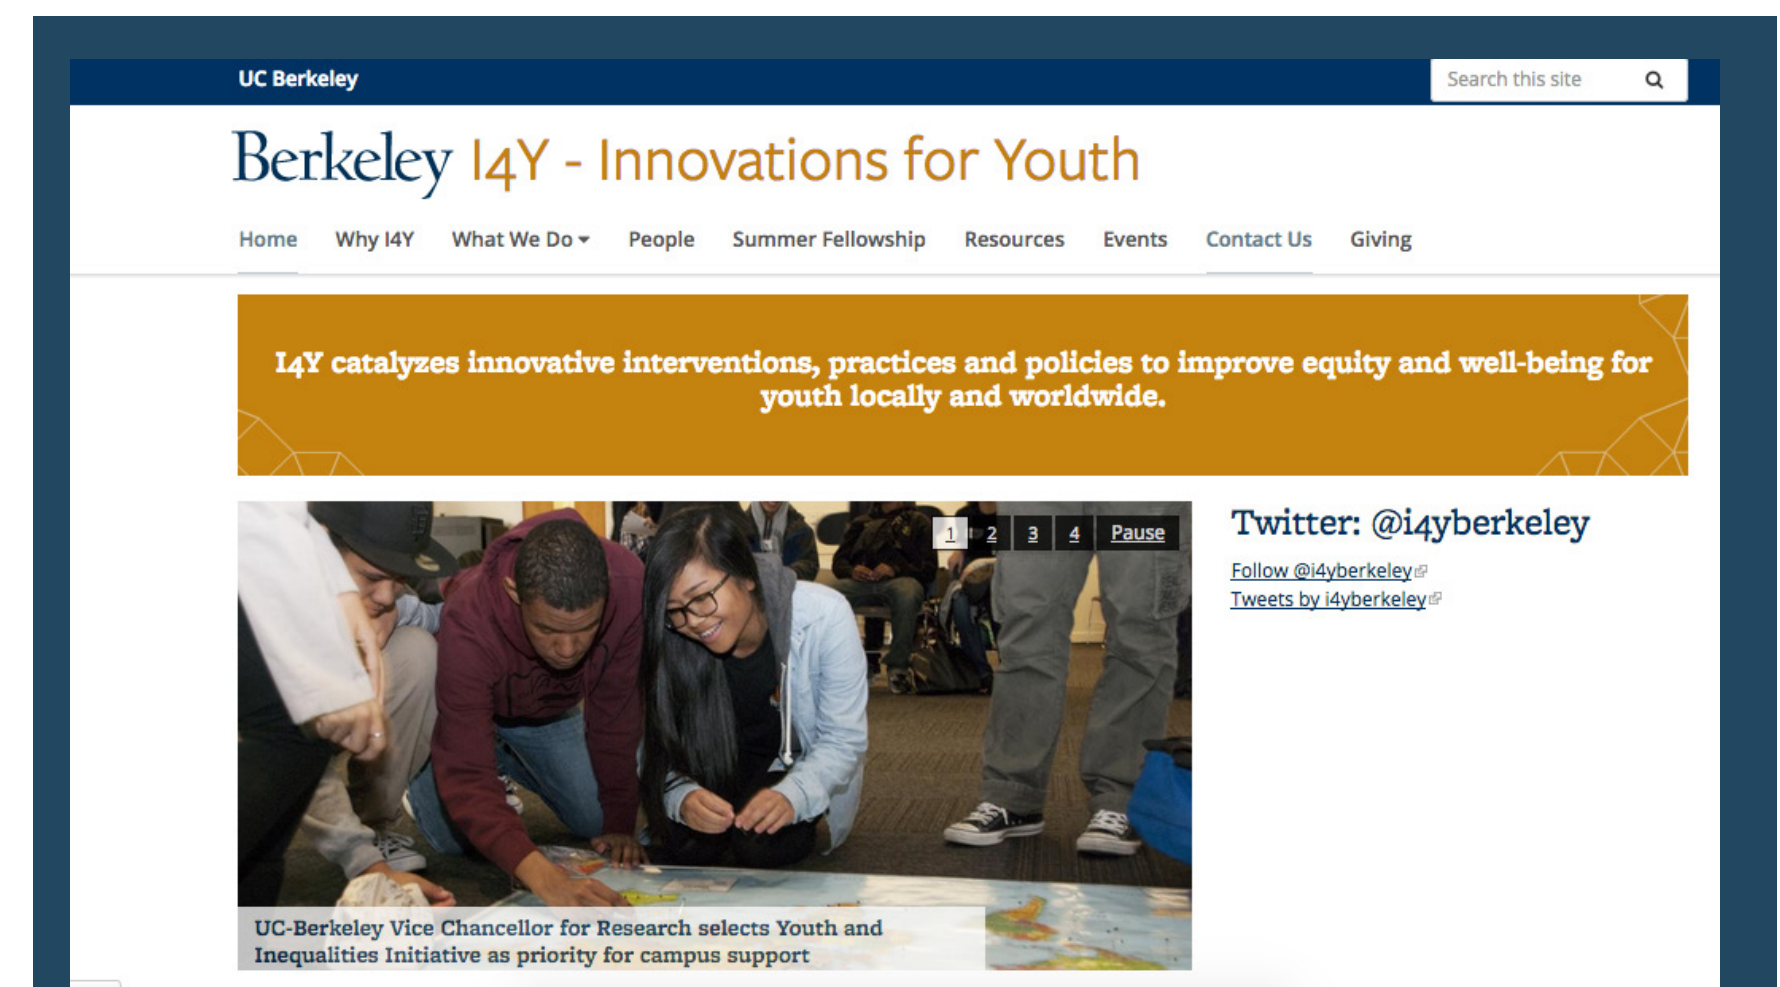 UC Berkeley
Search this site
Berkeley I4Y - Innovations for Youth
Home Why I4Y What We Do People Summer Fellowship Resources Events Contact Us Giving
I4Y catalyzes innovative interventions, practices and policies to improve equity and well-being for
youth locally and worldwide.
1 2 3 4 Pause
UC-Berkeley Vice Chancellor for Research selects Youth and
Inequalities Initiative as priority for campus support
Twitter: @i4yberkeley
Follow @i4yberkeley
Tweets by i4yberkeley